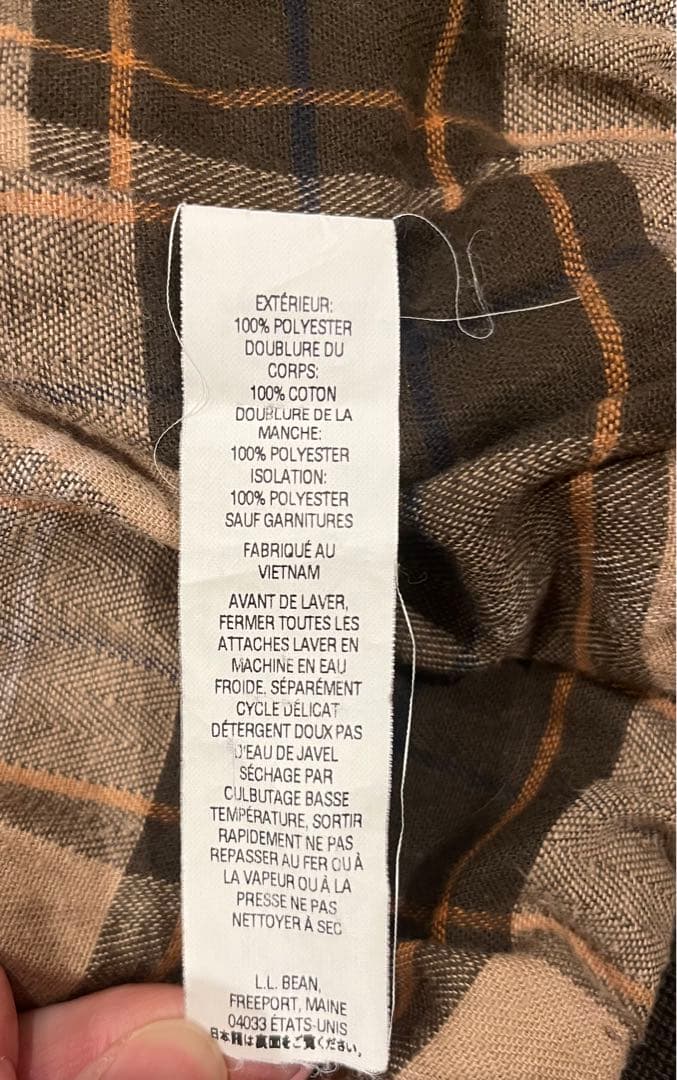 EXTÉRIEUR:
100% POLYESTER
DOUBLURE DU
CORPS:
100% COTON
DOUBLURE DE LA
MANCHE:
100% POLYESTER
ISOLATION:
100% POLYESTER
SAUF GARNITURES
FABRIQUÉ AU
VIETNAM
AVANT DE LAVER,
FERMER TOUTES LES
ATTACHES LAVER EN
MACHINE EN EAU
FROIDE, SÉPARÉMENT
CYCLE DÉLICAT
DÉTERGENT DOUX PAS
D'EAU DE JAVEL
SÉCHAGE PAR
CULBUTAGE BASSE
TEMPÉRATURE, SORTIR
RAPIDEMENT NE PAS
REPASSER AU FER OU À
LA VAPEUR OU À LA
PRESSE NE PAS
NETTOYER À SEC
L.L. BEAN,
FREEPORT, MAINE
04033 ÉTATS-UNIS
日本語は裏面をご覧ください。